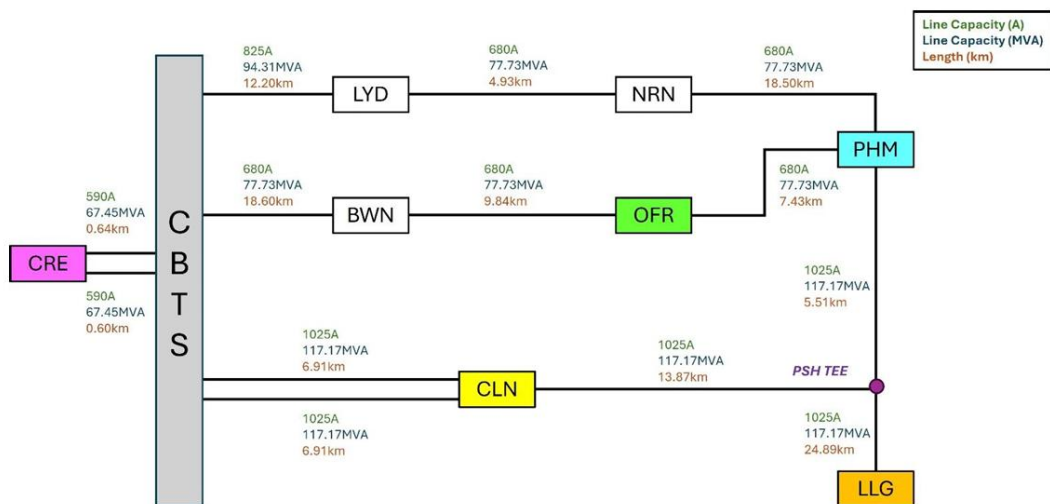 Line Capacity (A)
Line Capacity (MVA)
Length (km)
825A
94.31MVA
12.20km
LYD
680A
77.73MVA
4.93km
NRN
680A
77.73MVA
18.50km
PHM
680A
77.73MVA
18.60km
BWN
680A
77.73MVA
9.84km
OFR
680A
77.73MVA
7.43km
590A
67.45MVA
0.64km
CRE
590A
67.45MVA
0.60km
C
B
T
S
1025A
117.17MVA
5.51km
1025A
117.17MVA
6.91km
CLN
1025A
117.17MVA
13.87km
PSH TEE
1025A
117.17MVA
6.91km
1025A
117.17MVA
24.89km
LLG